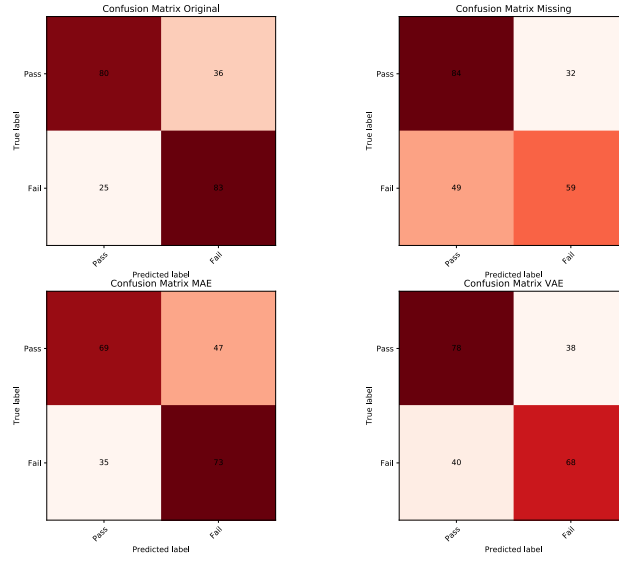 Confusion Matrix Original
Pass
80
36
True label
Fail
25
83
Pass
Fail
Predicted label
Confusion Matrix Missing
Pass
84
32
True label
Fail
49
59
Pass
Fail
Predicted label
Confusion Matrix MAE
Pass
69
47
True label
Fail
35
73
Pass
Fail
Predicted label
Confusion Matrix VAE
Pass
78
38
True label
Fail
40
68
Pass
Fail
Predicted label